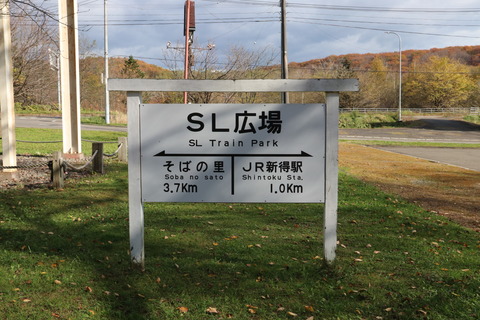 SL広場
SL Train Park
そばの里 JR新得駅
Soba no sato Shintoku Sta.
3.7Km 1.0Km